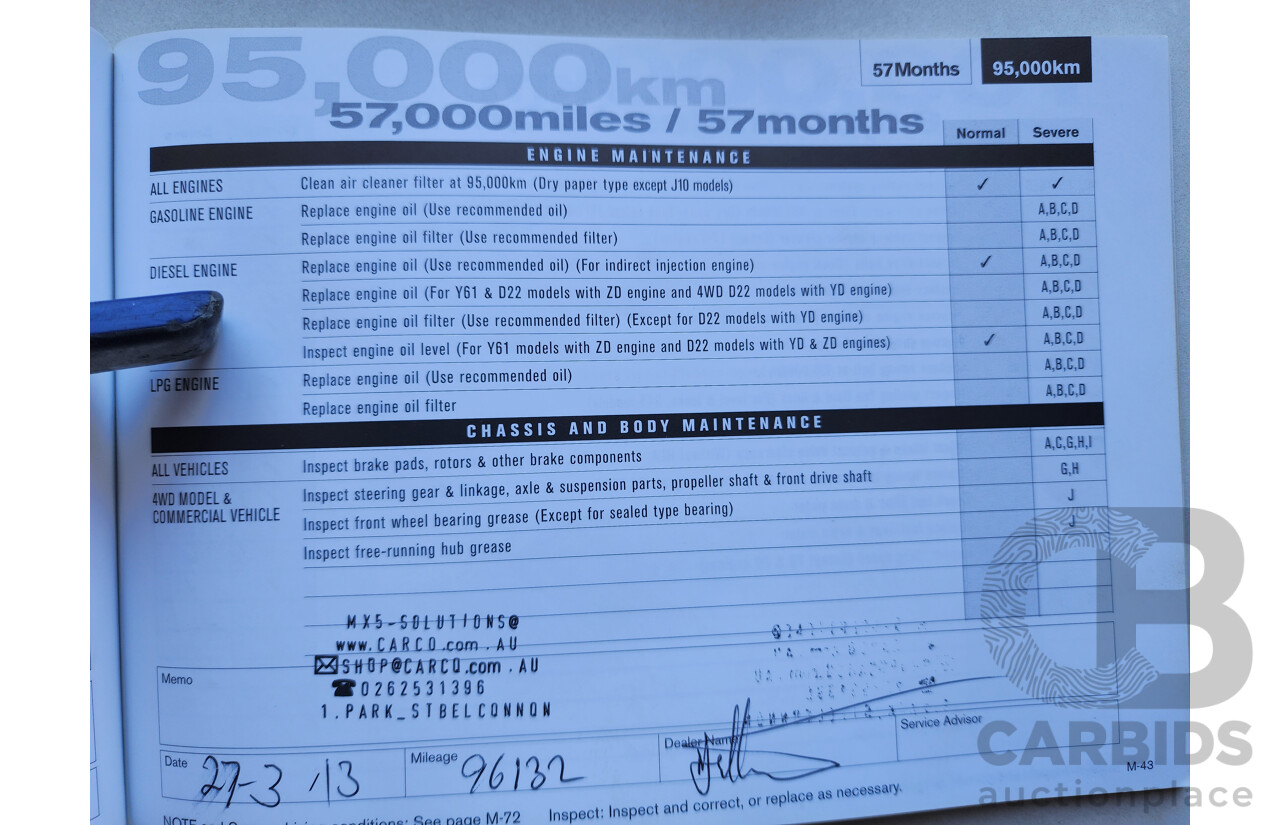 95,000km
57Months 95,000km
57,000miles / 57months
Normal Severe
ENGINE MAINTENANCE
ALL ENGINES Clean air cleaner filter at 95,000km (Dry paper type except J10 models) ✓ ✓
GASOLINE ENGINE Replace engine oil (Use recommended oil) A,B,C,D
Replace engine oil filter (Use recommended filter) A,B,C,D
DIESEL ENGINE Replace engine oil (Use recommended oil) (For indirect injection engine) ✓ A,B,C,D
Replace engine oil (For Y61 & D22 models with ZD engine and 4WD D22 models with YD engine) A,B,C,D
Replace engine oil filter (Use recommended filter) (Except for D22 models with YD engine) A,B,C,D
Inspect engine oil level (For Y61 models with ZD engine and D22 models with YD & ZD engines) ✓ A,B,C,D
LPG ENGINE Replace engine oil (Use recommended oil) A,B,C,D
Replace engine oil filter A,B,C,D
CHASSIS AND BODY MAINTENANCE
ALL VEHICLES Inspect brake pads, rotors & other brake components A,C,G,H,I
4WD MODEL & Inspect steering gear & linkage, axle & suspension parts, propeller shaft & front drive shaft G,H
COMMERCIAL VEHICLE Inspect front wheel bearing grease (Except for sealed type bearing) J
Inspect free-running hub grease J
MX5-SOLUTIONS@
www.CARCO.com.AU
SHOP@CARCO.com.AU
0262531396
1.PARK_STBELCONNON
Memo
Date 27-3/13 Mileage 96132 Dealer Name Service Advisor
M-43
See page M-72 Inspect: Inspect and correct, or replace as necessary.
CB
CARBIDS
auctionplace